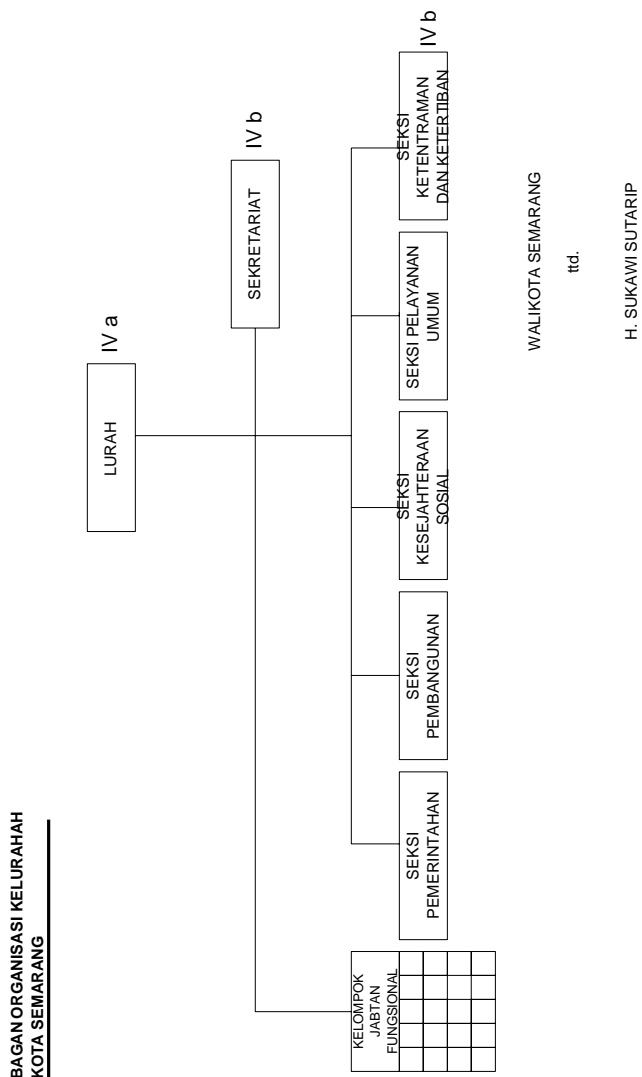 BAGAN ORGANISASI KELURAHAH
KOTA SEMARANG
LURAH
IV a
SEKRETARIAT
IV b
KELOMPOK
JABTAN
FUNGSIONAL
SEKSI
PEMERINTAHAN
SEKSI
PEMBANGUNAN
SEKSI
KESEJAHTERAAN
SOSIAL
SEKSI PELAYANAN
UMUM
SEKSI
KETENTRAMAN
DAN KETERTIBAN
IV b
WALIKOTA SEMARANG
ttd.
H. SUKAWI SUTARIP